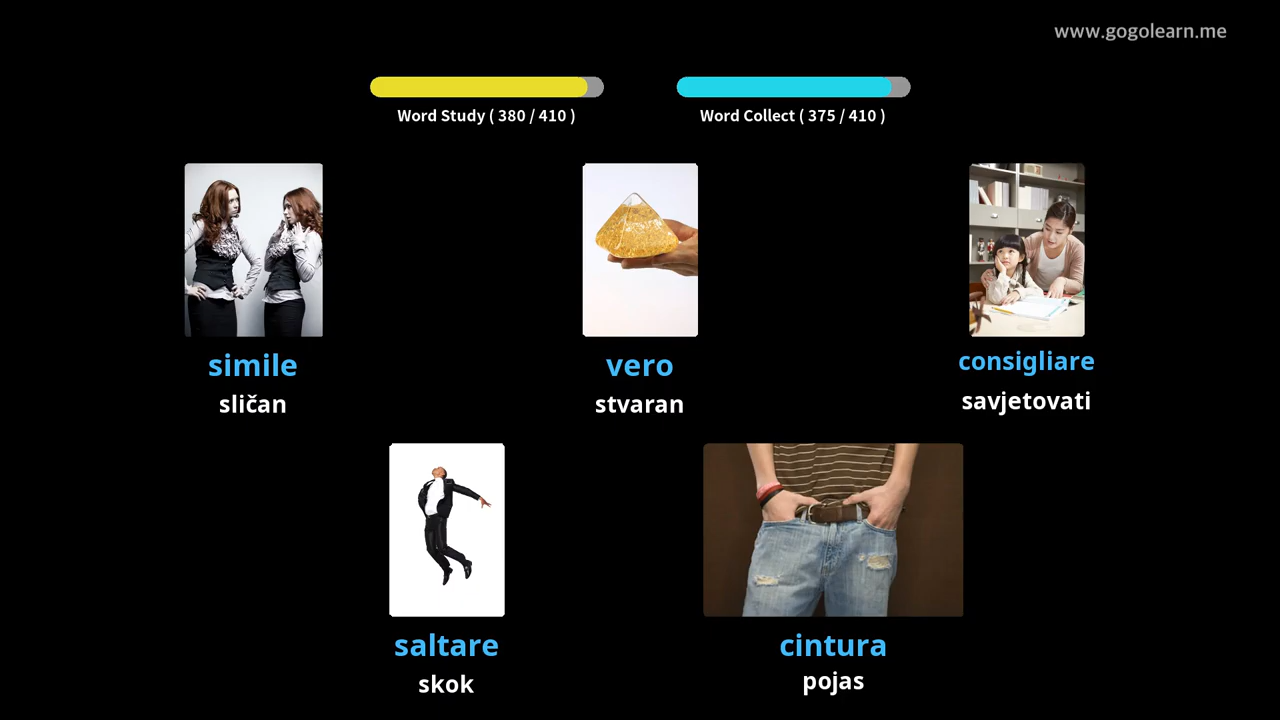 www.gogolearn.me
Word Study ( 380 / 410 )
Word Collect ( 375 / 410 )
simile
sličan
vero
stvaran
consigliare
savjetovati
saltare
skok
cintura
pojas